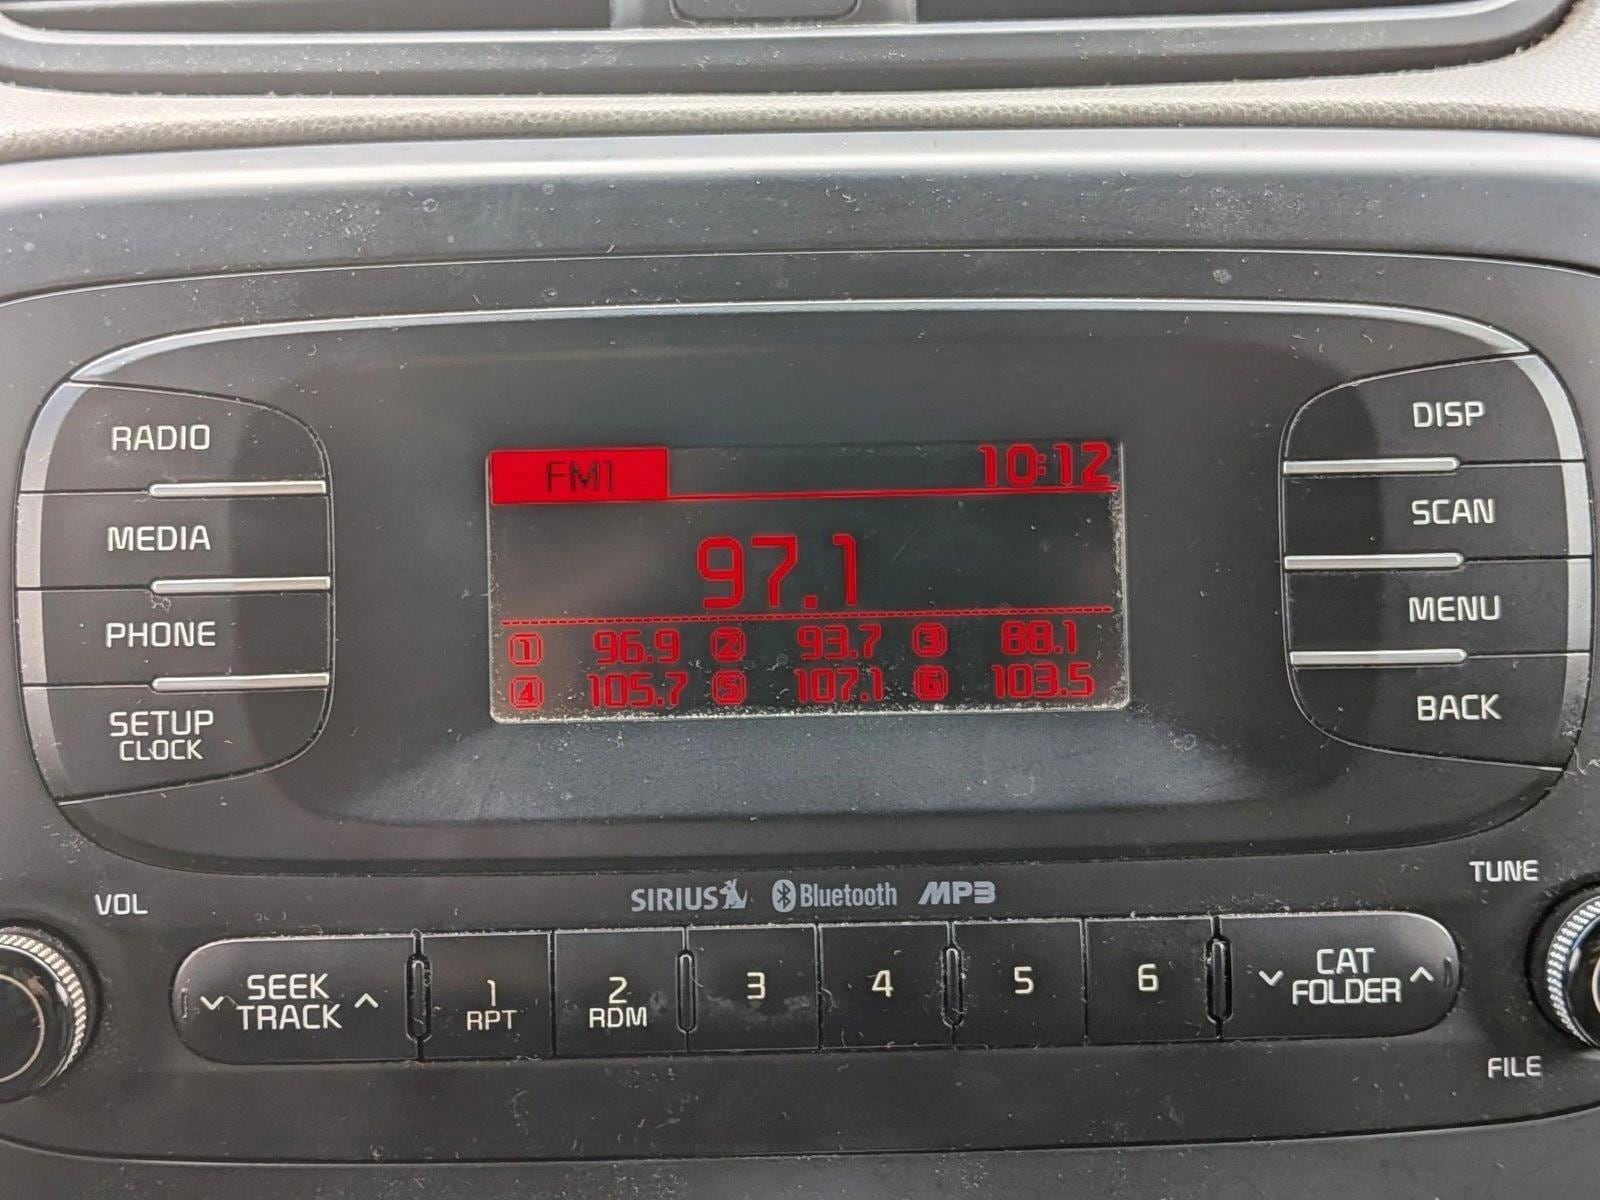 RADIO
MEDIA
PHONE
SETUP
CLOCK
FM1 10:12
97.1
1 96.9 2 93.7 3 88.1
4 105.7 5 107.1 6 103.5
DISP
SCAN
MENU
BACK
SIRIUS Bluetooth MP3
VOL
SEEK
TRACK
1
RPT
2
RDM
3
4
5
6
CAT
FOLDER
TUNE
FILE